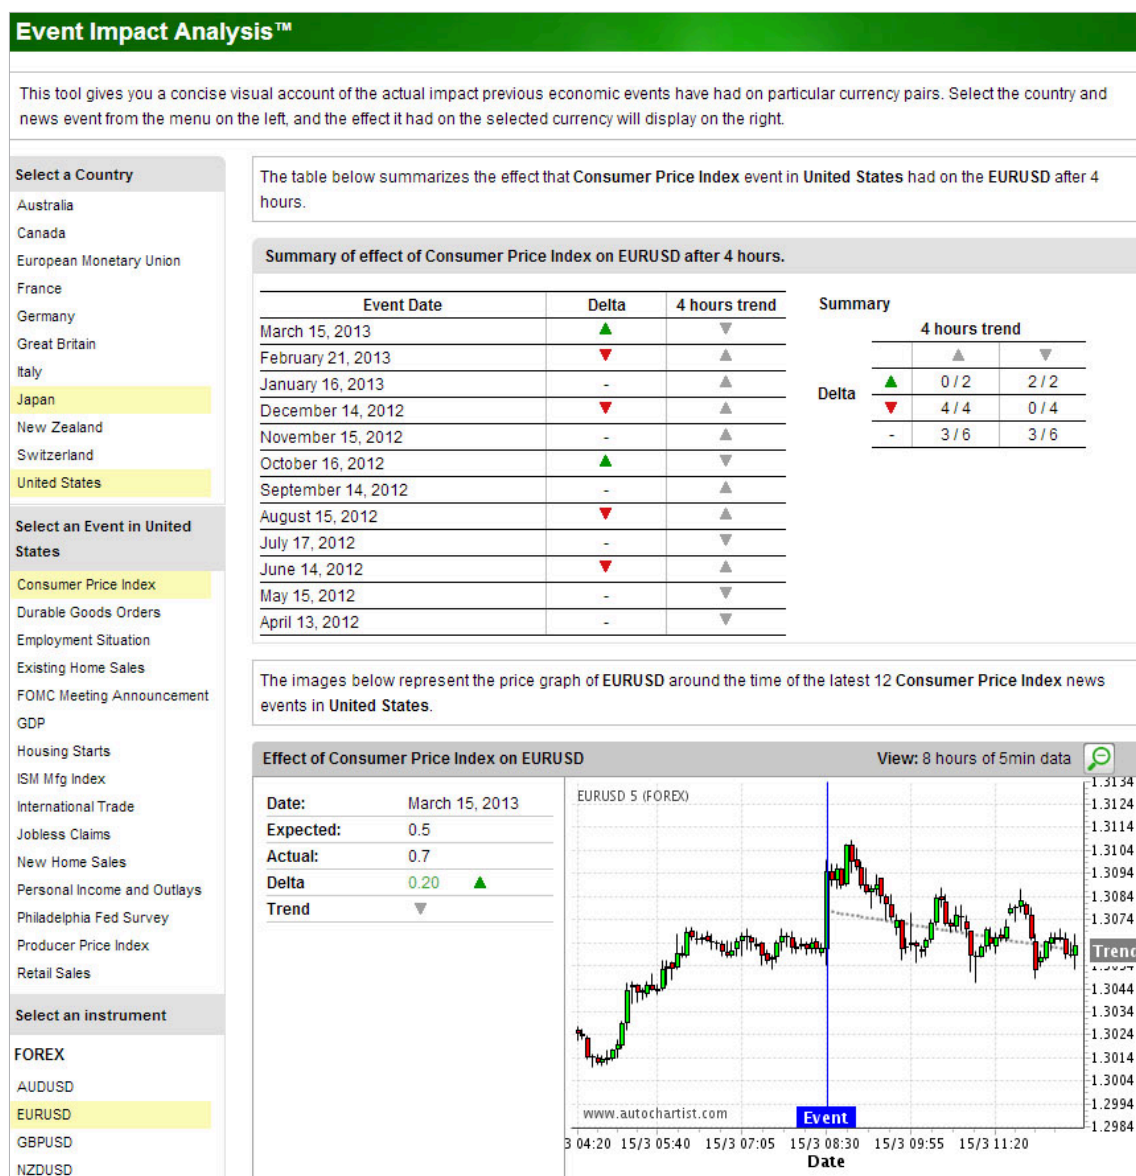 Event Impact Analysis™
This tool gives you a concise visual account of the actual impact previous economic events have had on particular currency pairs. Select the country and
news event from the menu on the left, and the effect it had on the selected currency will display on the right.
Select a Country
Australia
Canada
European Monetary Union
France
Germany
Great Britain
Italy
Japan
New Zealand
Switzerland
United States
Select an Event in United
States
Consumer Price Index
Durable Goods Orders
Employment Situation
Existing Home Sales
FOMC Meeting Announcement
GDP
Housing Starts
ISM Mfg Index
International Trade
Jobless Claims
New Home Sales
Personal Income and Outlays
Philadelphia Fed Survey
Producer Price Index
Retail Sales
Select an instrument
FOREX
AUDUSD
EURUSD
GBPUSD
NZDUSD
The table below summarizes the effect that Consumer Price Index event in United States had on the EURUSD after 4
hours.
Summary of effect of Consumer Price Index on EURUSD after 4 hours.
Event Date Delta 4 hours trend
March 15, 2013 ▲ ▼
February 21, 2013 ▼ ▲
January 16, 2013 - ▲
December 14, 2012 ▼ ▲
November 15, 2012 - ▲
October 16, 2012 ▲ ▼
September 14, 2012 - ▲
August 15, 2012 ▼ ▲
July 17, 2012 - ▼
June 14, 2012 ▼ ▲
May 15, 2012 - ▼
April 13, 2012 - ▼
Summary
4 hours trend
▲ ▼
Delta ▲ 0 / 2 2 / 2
▼ 4 / 4 0 / 4
- 3 / 6 3 / 6
The images below represent the price graph of EURUSD around the time of the latest 12 Consumer Price Index news
events in United States.
Effect of Consumer Price Index on EURUSD View: 8 hours of 5min data
Date: March 15, 2013
Expected: 0.5
Actual: 0.7
Delta 0.20 ▲
Trend ▼
EURUSD 5 (FOREX)
1.3134
1.3124
1.3114
1.3104
1.3094
1.3084
1.3074
Trend
1.3044
1.3034
1.3024
1.3014
1.3004
1.2994
1.2984
www.autochartist.com
Event
3 04:20 15/3 05:40 15/3 07:05 15/3 08:30 15/3 09:55 15/3 11:20
Date